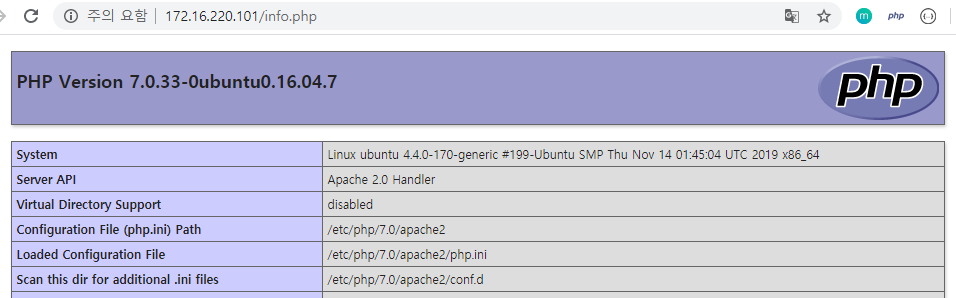 주의 요함 172.16.220.101/info.php
m php {··}
PHP Version 7.0.33-0ubuntu0.16.04.7
php
System Linux ubuntu 4.4.0-170-generic #199-Ubuntu SMP Thu Nov 14 01:45:04 UTC 2019 x86_64
Server API Apache 2.0 Handler
Virtual Directory Support disabled
Configuration File (php.ini) Path /etc/php/7.0/apache2
Loaded Configuration File /etc/php/7.0/apache2/php.ini
Scan this dir for additional .ini files /etc/php/7.0/apache2/conf.d